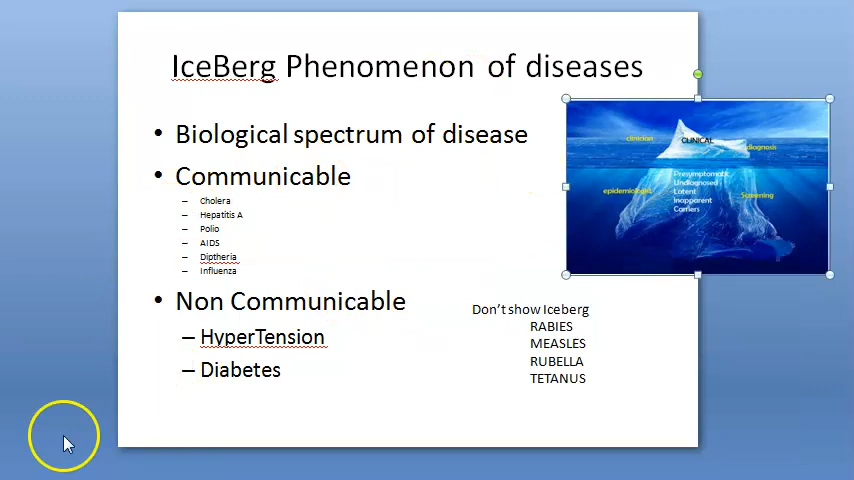 IceBerg Phenomenon of diseases
• Biological spectrum of disease
• Communicable
– Cholera
– Hepatitis A
– Polio
– AIDS
– Diptheria
– Influenza
• Non Communicable
– HyperTension
– Diabetes
clinician
CLINICAL
diagnosis
epidemiologist
Presymptomatic
Undiagnosed
Latent
Inapparent
Carriers
Screening
Don't show Iceberg
RABIES
MEASLES
RUBELLA
TETANUS